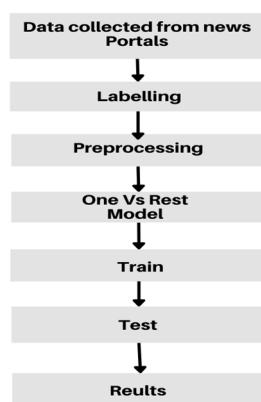 Data collected from news
Portals
Labelling
Preprocessing
One Vs Rest
Model
Train
Test
Reults